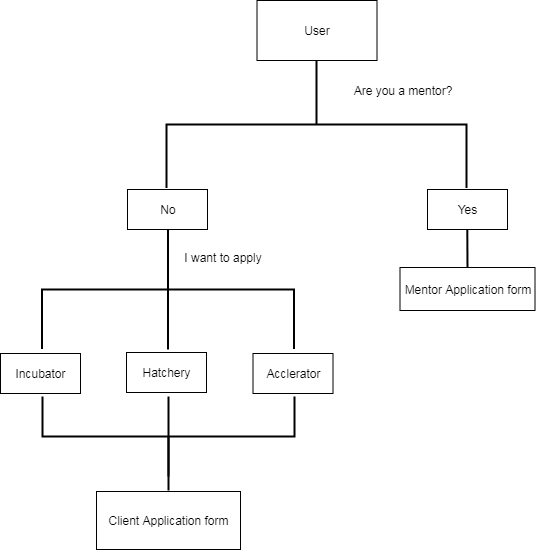 User
Are you a mentor?
No
Yes
I want to apply
Mentor Application form
Incubator
Hatchery
Acclerator
Client Application form